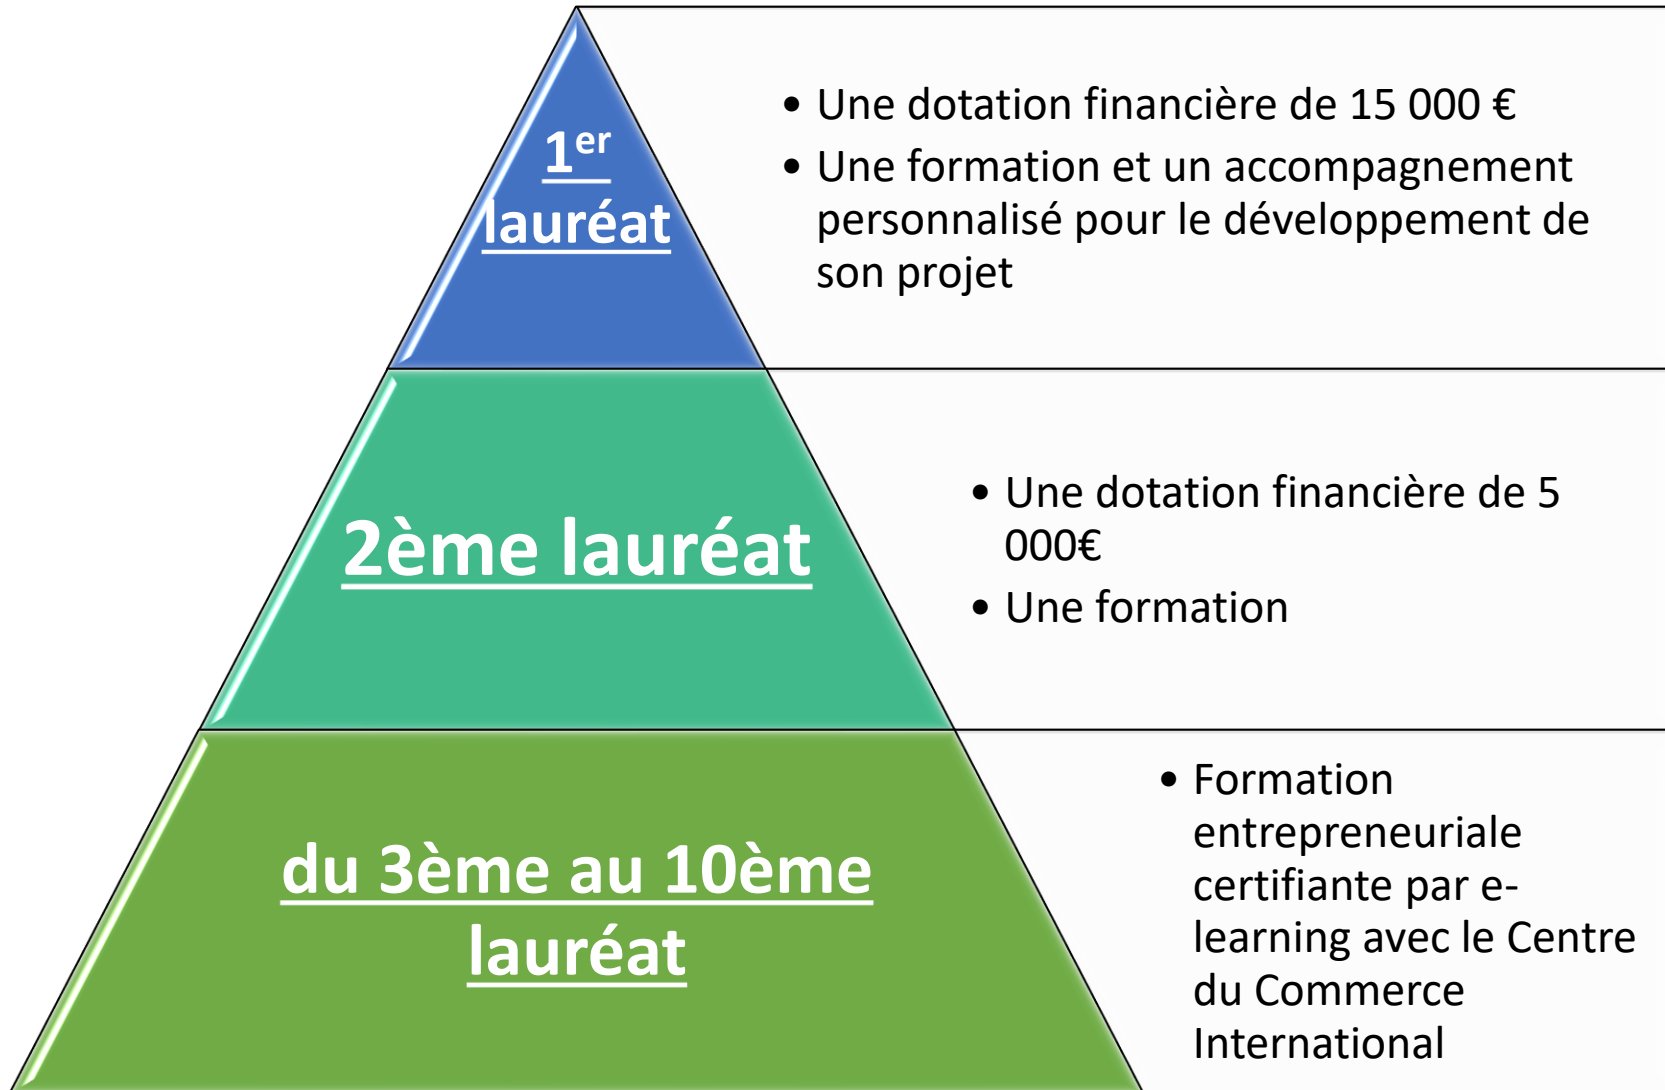 1er
lauréat
• Une dotation financière de 15 000 €
• Une formation et un accompagnement
personnalisé pour le développement de
son projet
2ème lauréat
• Une dotation financière de 5
000€
• Une formation
du 3ème au 10ème
lauréat
• Formation
entrepreneuriale
certifiante par e-
learning avec le Centre
du Commerce
International